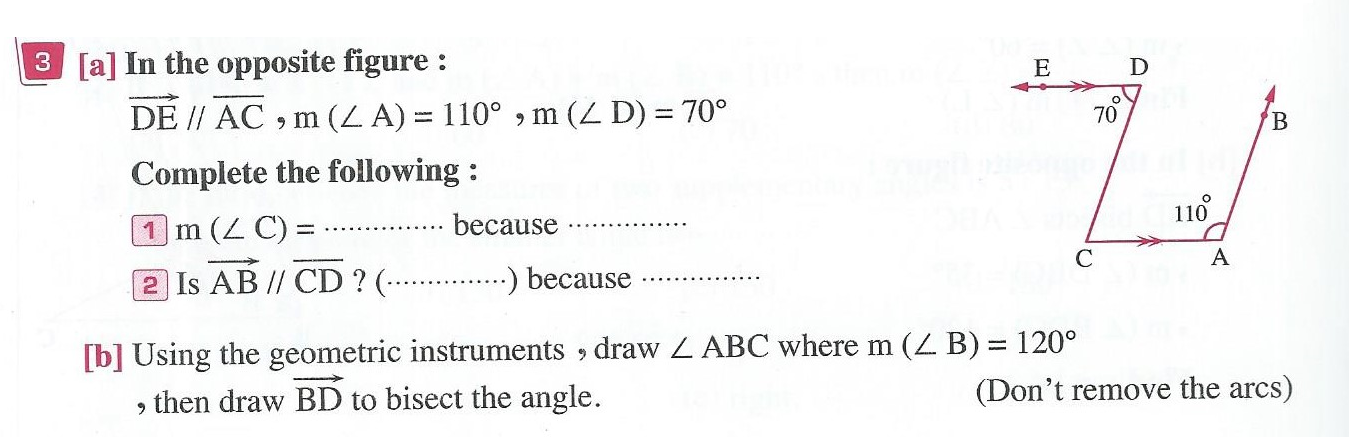 3 [a] In the opposite figure :
DE // AC , m (∠ A) = 110° , m (∠ D) = 70°
Complete the following :
1 m (∠ C) = .............. because ..............
2 Is AB // CD ? (..............) because ..............
[b] Using the geometric instruments , draw ∠ ABC where m (∠ B) = 120°
, then draw BD to bisect the angle. (Don't remove the arcs)
E D
70°
B
110°
C A